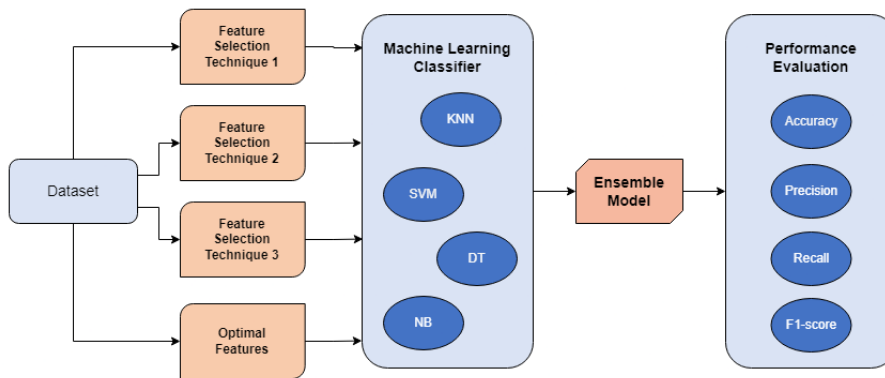 Feature
Selection
Technique 1
Machine Learning
Classifier
Performance
Evaluation
KNN
Accuracy
Feature
Selection
Technique 2
Dataset
SVM
Ensemble
Model
Precision
Feature
Selection
Technique 3
DT
Recall
NB
F1-score
Optimal
Features